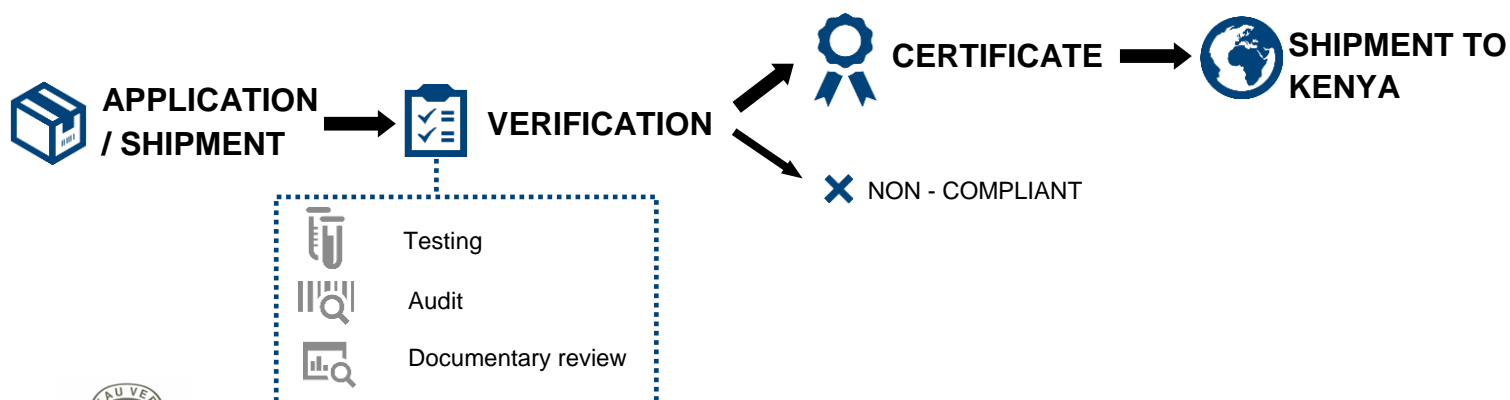 APPLICATION
/ SHIPMENT
VERIFICATION
CERTIFICATE
SHIPMENT TO
KENYA
NON - COMPLIANT
Testing
Audit
Documentary review